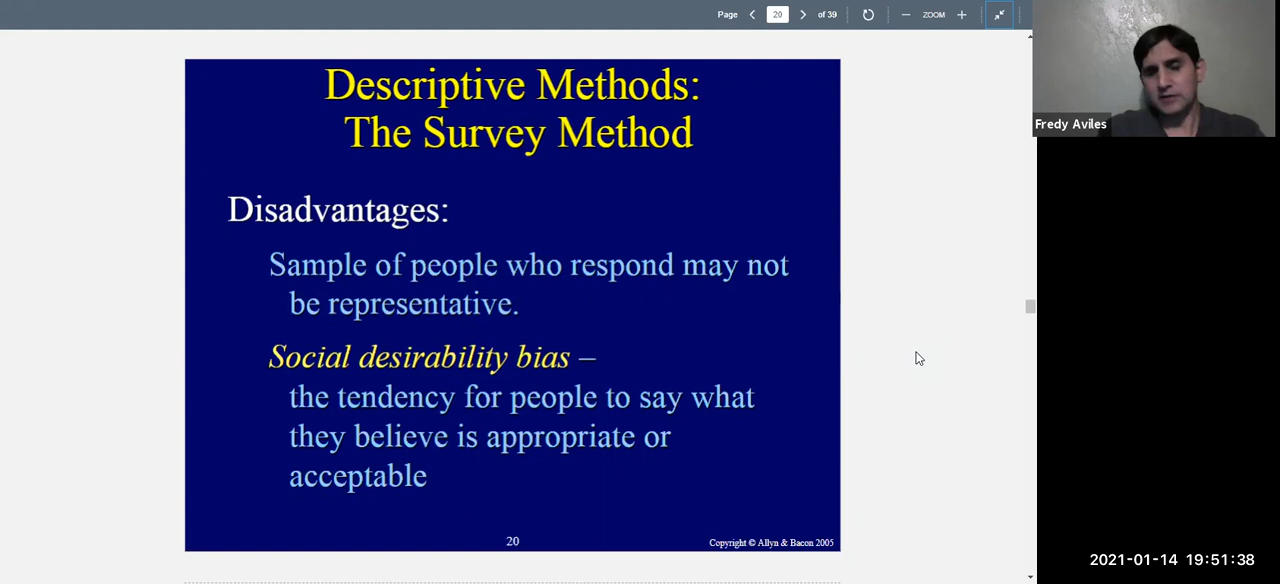 Page 20 of 39 ZOOM
Fredy Aviles
Descriptive Methods:
The Survey Method
Disadvantages:
Sample of people who respond may not
be representative.
Social desirability bias –
the tendency for people to say what
they believe is appropriate or
acceptable
20
Copyright © Allyn & Bacon 2005
2021-01-14 19:51:38